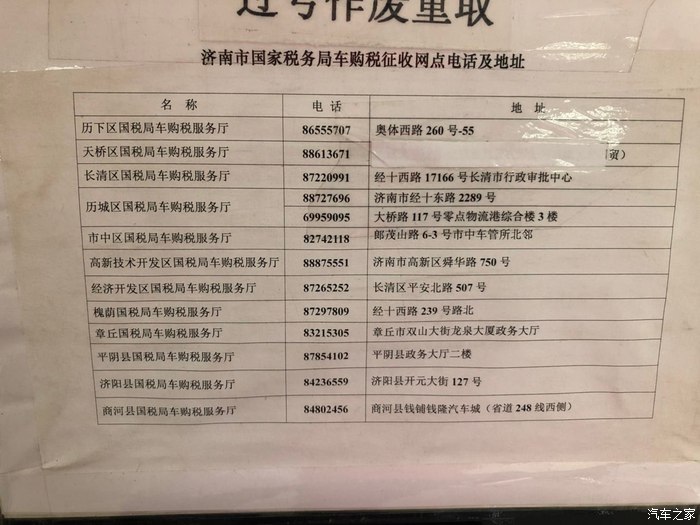 过号作废重取
济南市国家税务局车购税征收网点电话及地址
名 称 电 话 地 址
历下区国税局车购税服务厅 86555707 奥体西路 260 号-55
天桥区国税局车购税服务厅 88613671 贸）
长清区国税局车购税服务厅 87220991 经十西路 17166 号长清市行政审批中心
历城区国税局车购税服务厅 88727696 济南市经十东路 2289 号
69959095 大桥路 117 号零点物流港综合楼 3 楼
市中区国税局车购税服务厅 82742118 郎茂山路 6-3 号市中车管所北邻
高新技术开发区国税局车购税服务厅 88875551 济南市高新区舜华路 750 号
经济开发区国税局车购税服务厅 87265252 长清区平安北路 507 号
槐荫国税局车购税服务厅 87297809 经十西路 239 号路北
章丘国税局车购税服务厅 83215305 章丘市双山大街龙泉大厦政务大厅
平阴县国税局车购税服务厅 87854102 平阴县政务大厅二楼
济阳县国税局车购税服务厅 84236559 济阳县开元大街 127 号
商河县国税局车购税服务厅 84802456 商河县钱铺钱隆汽车城（省道 248 线西侧）
汽车之家